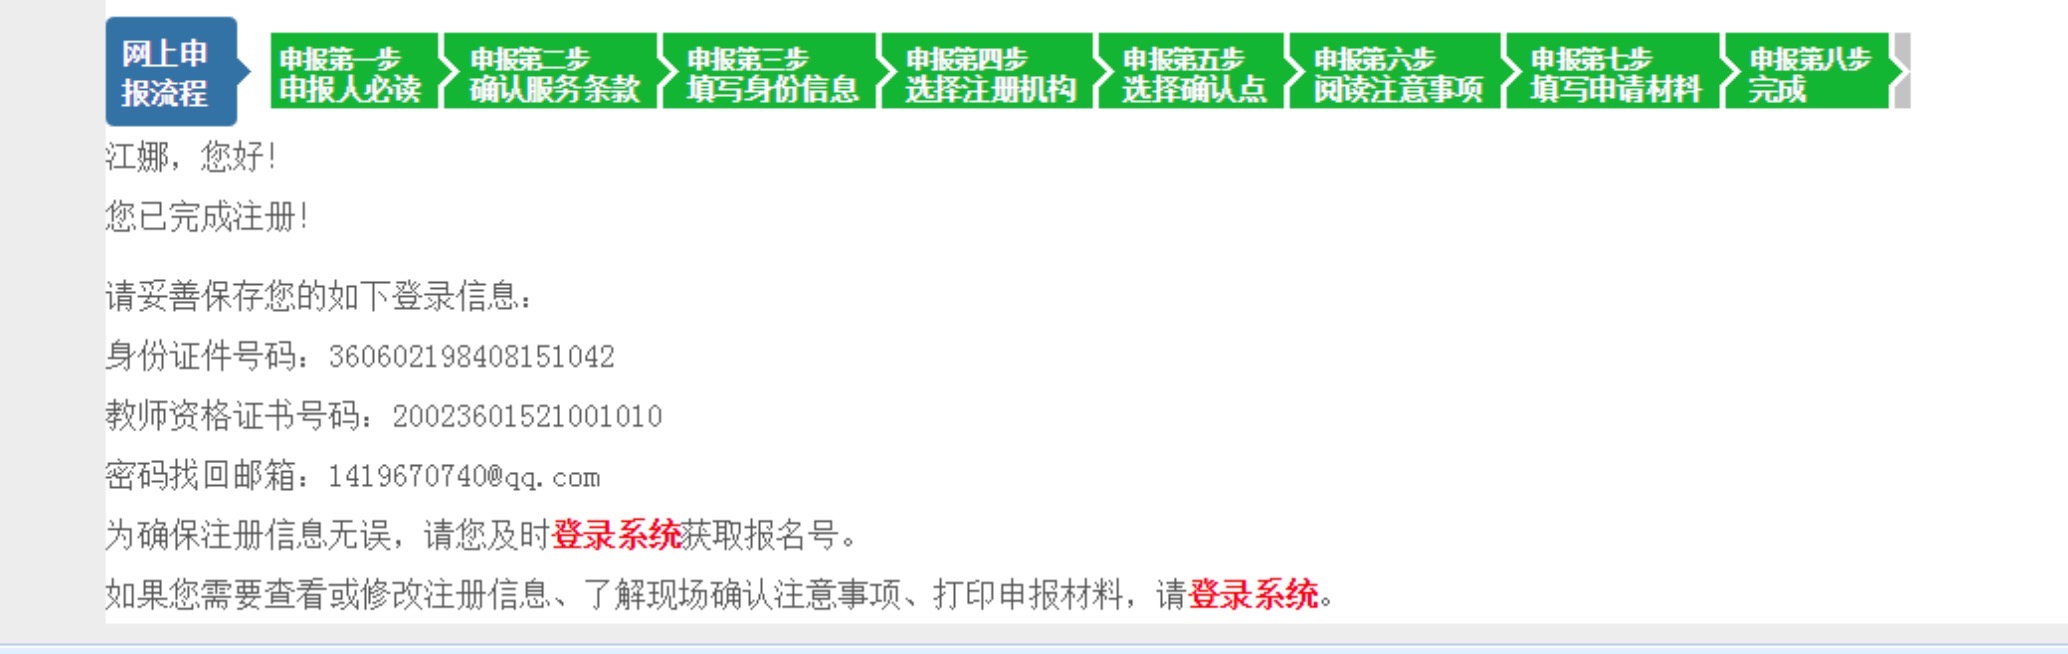 网上申
报流程
申报第一步
申报人必读
申报第二步
确认服务条款
申报第三步
填写身份信息
申报第四步
选择注册机构
申报第五步
选择确认点
申报第六步
阅读注意事项
申报第七步
填写申请材料
申报第八步
完成
江娜，您好！
您已完成注册！
请妥善保存您的如下登录信息：
身份证件号码：360602198408151042
教师资格证书号码：20023601521001010
密码找回邮箱：1419670740@qq.com
为确保注册信息无误，请您及时登录系统获取报名号。
如果您需要查看或修改注册信息、了解现场确认注意事项、打印申报材料，请登录系统。